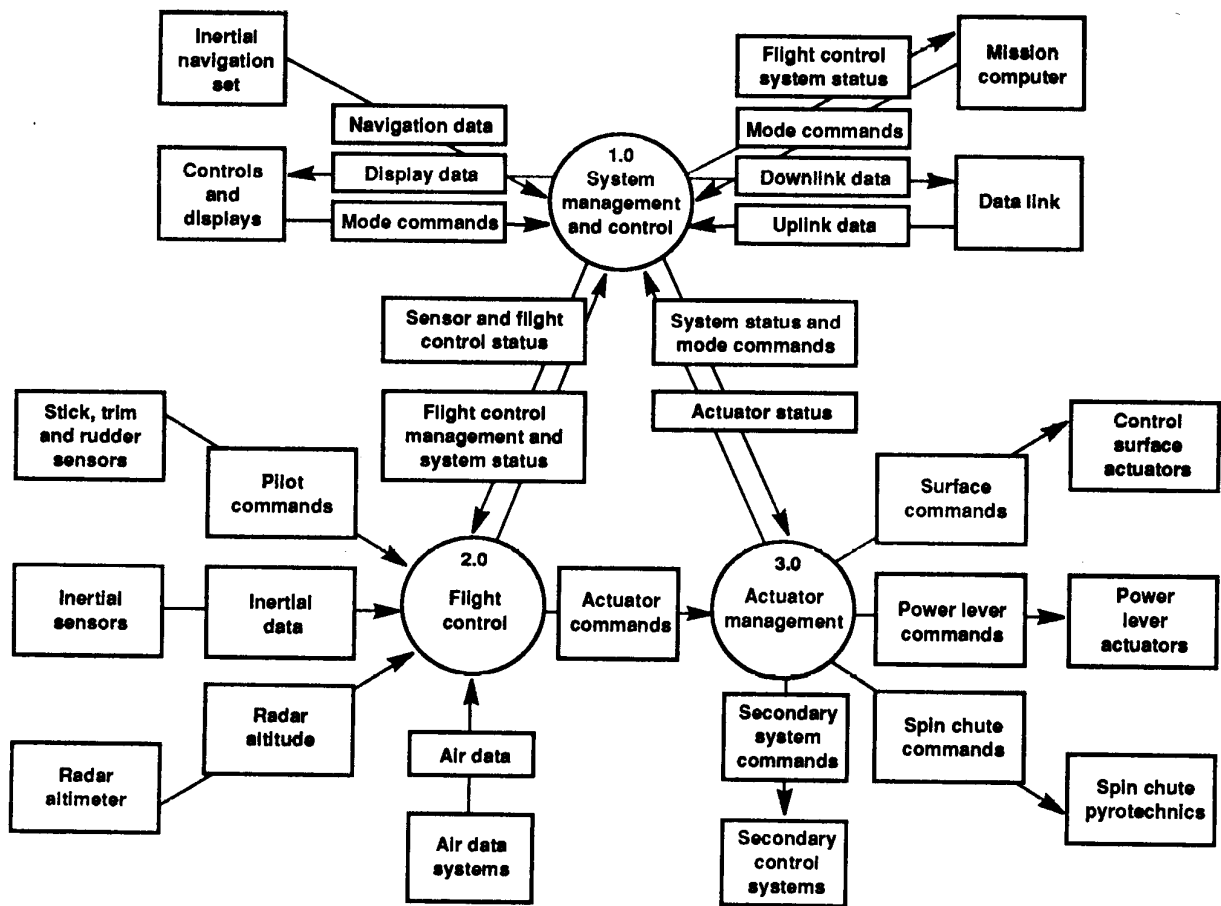 Inertial
navigation
set
Flight control
system status
Mission
computer
Navigation data
Mode commands
Controls
and
displays
Display data
1.0
System
management
and control
Downlink data
Data link
Mode commands
Uplink data
Sensor and flight
control status
System status and
mode commands
Stick, trim
and rudder
sensors
Flight control
management and
system status
Actuator status
Control
surface
actuators
Pilot
commands
Surface
commands
2.0
Flight
control
3.0
Actuator
management
Inertial
sensors
Inertial
data
Actuator
commands
Power lever
commands
Power
lever
actuators
Radar
altitude
Secondary
system
commands
Spin chute
commands
Radar
altimeter
Air data
Spin chute
pyrotechnics
Air data
systems
Secondary
control
systems